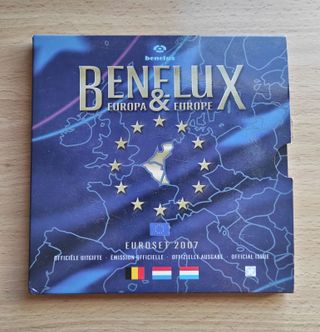 benelux
BENELUX
EUROPA & EUROPE
EUROSET 2007
OFFICIËLE UITGIFTE · ÉMISSION OFFICIELLE · OFFIZIELLE AUSGABE · OFFICIAL ISSUE